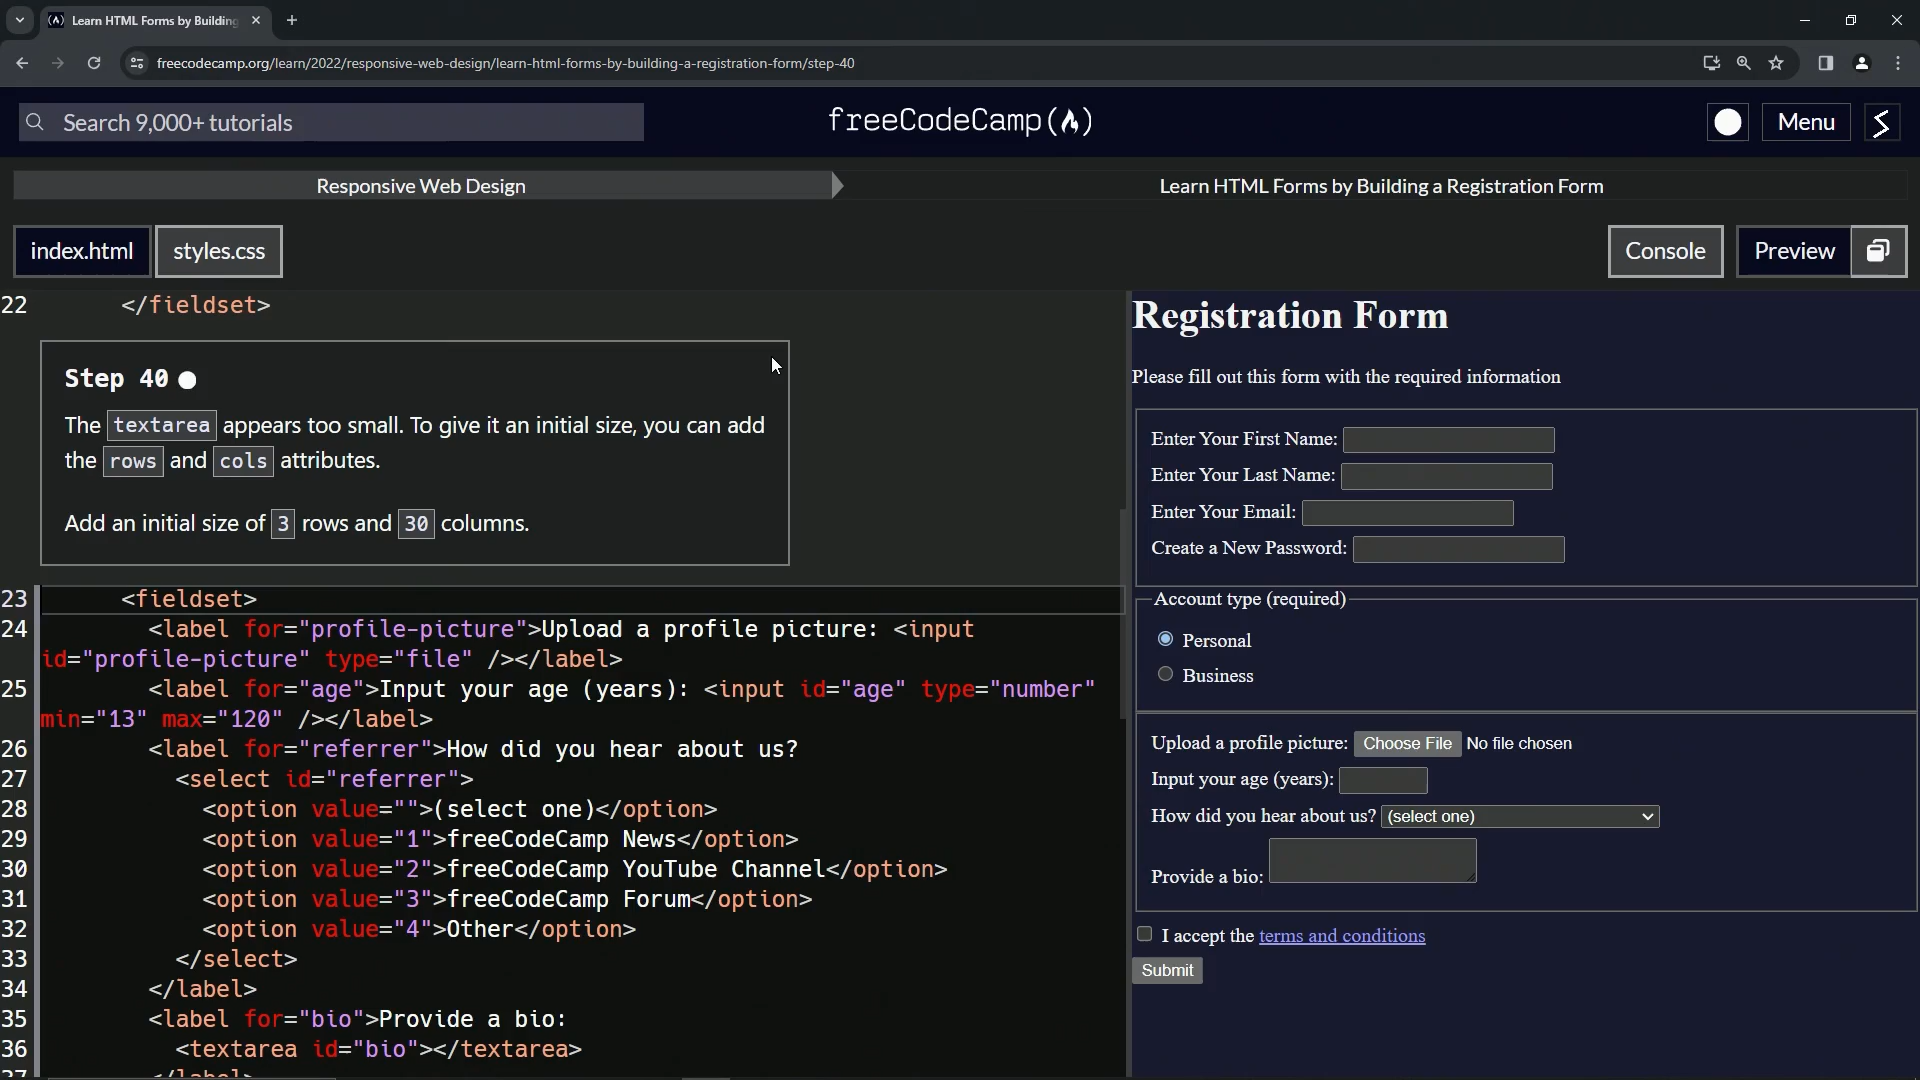 Learn HTML Forms by Building
freecodecamp.org/learn/2022/responsive-web-design/learn-html-forms-by-building-a-registration-form/step-40
Search 9,000+ tutorials
freeCodeCamp(🔥)
Menu
Responsive Web Design
Learn HTML Forms by Building a Registration Form
index.html
styles.css
Console
Preview
22 </fieldset>
Step 40
The textarea appears too small. To give it an initial size, you can add
the rows and cols attributes.
Add an initial size of 3 rows and 30 columns.
23 <fieldset>
24 <label for="profile-picture">Upload a profile picture: <input
id="profile-picture" type="file" /></label>
25 <label for="age">Input your age (years): <input id="age" type="number"
min="13" max="120" /></label>
26 <label for="referrer">How did you hear about us?
27 <select id="referrer">
28 <option value="">(select one)</option>
29 <option value="1">freeCodeCamp News</option>
30 <option value="2">freeCodeCamp YouTube Channel</option>
31 <option value="3">freeCodeCamp Forum</option>
32 <option value="4">Other</option>
33 </select>
34 </label>
35 <label for="bio">Provide a bio:
36 <textarea id="bio"></textarea>
37 </label>
Registration Form
Please fill out this form with the required information
Enter Your First Name:
Enter Your Last Name:
Enter Your Email:
Create a New Password:
Account type (required)
Personal
Business
Upload a profile picture: Choose File No file chosen
Input your age (years):
How did you hear about us? (select one)
Provide a bio:
I accept the terms and conditions
Submit